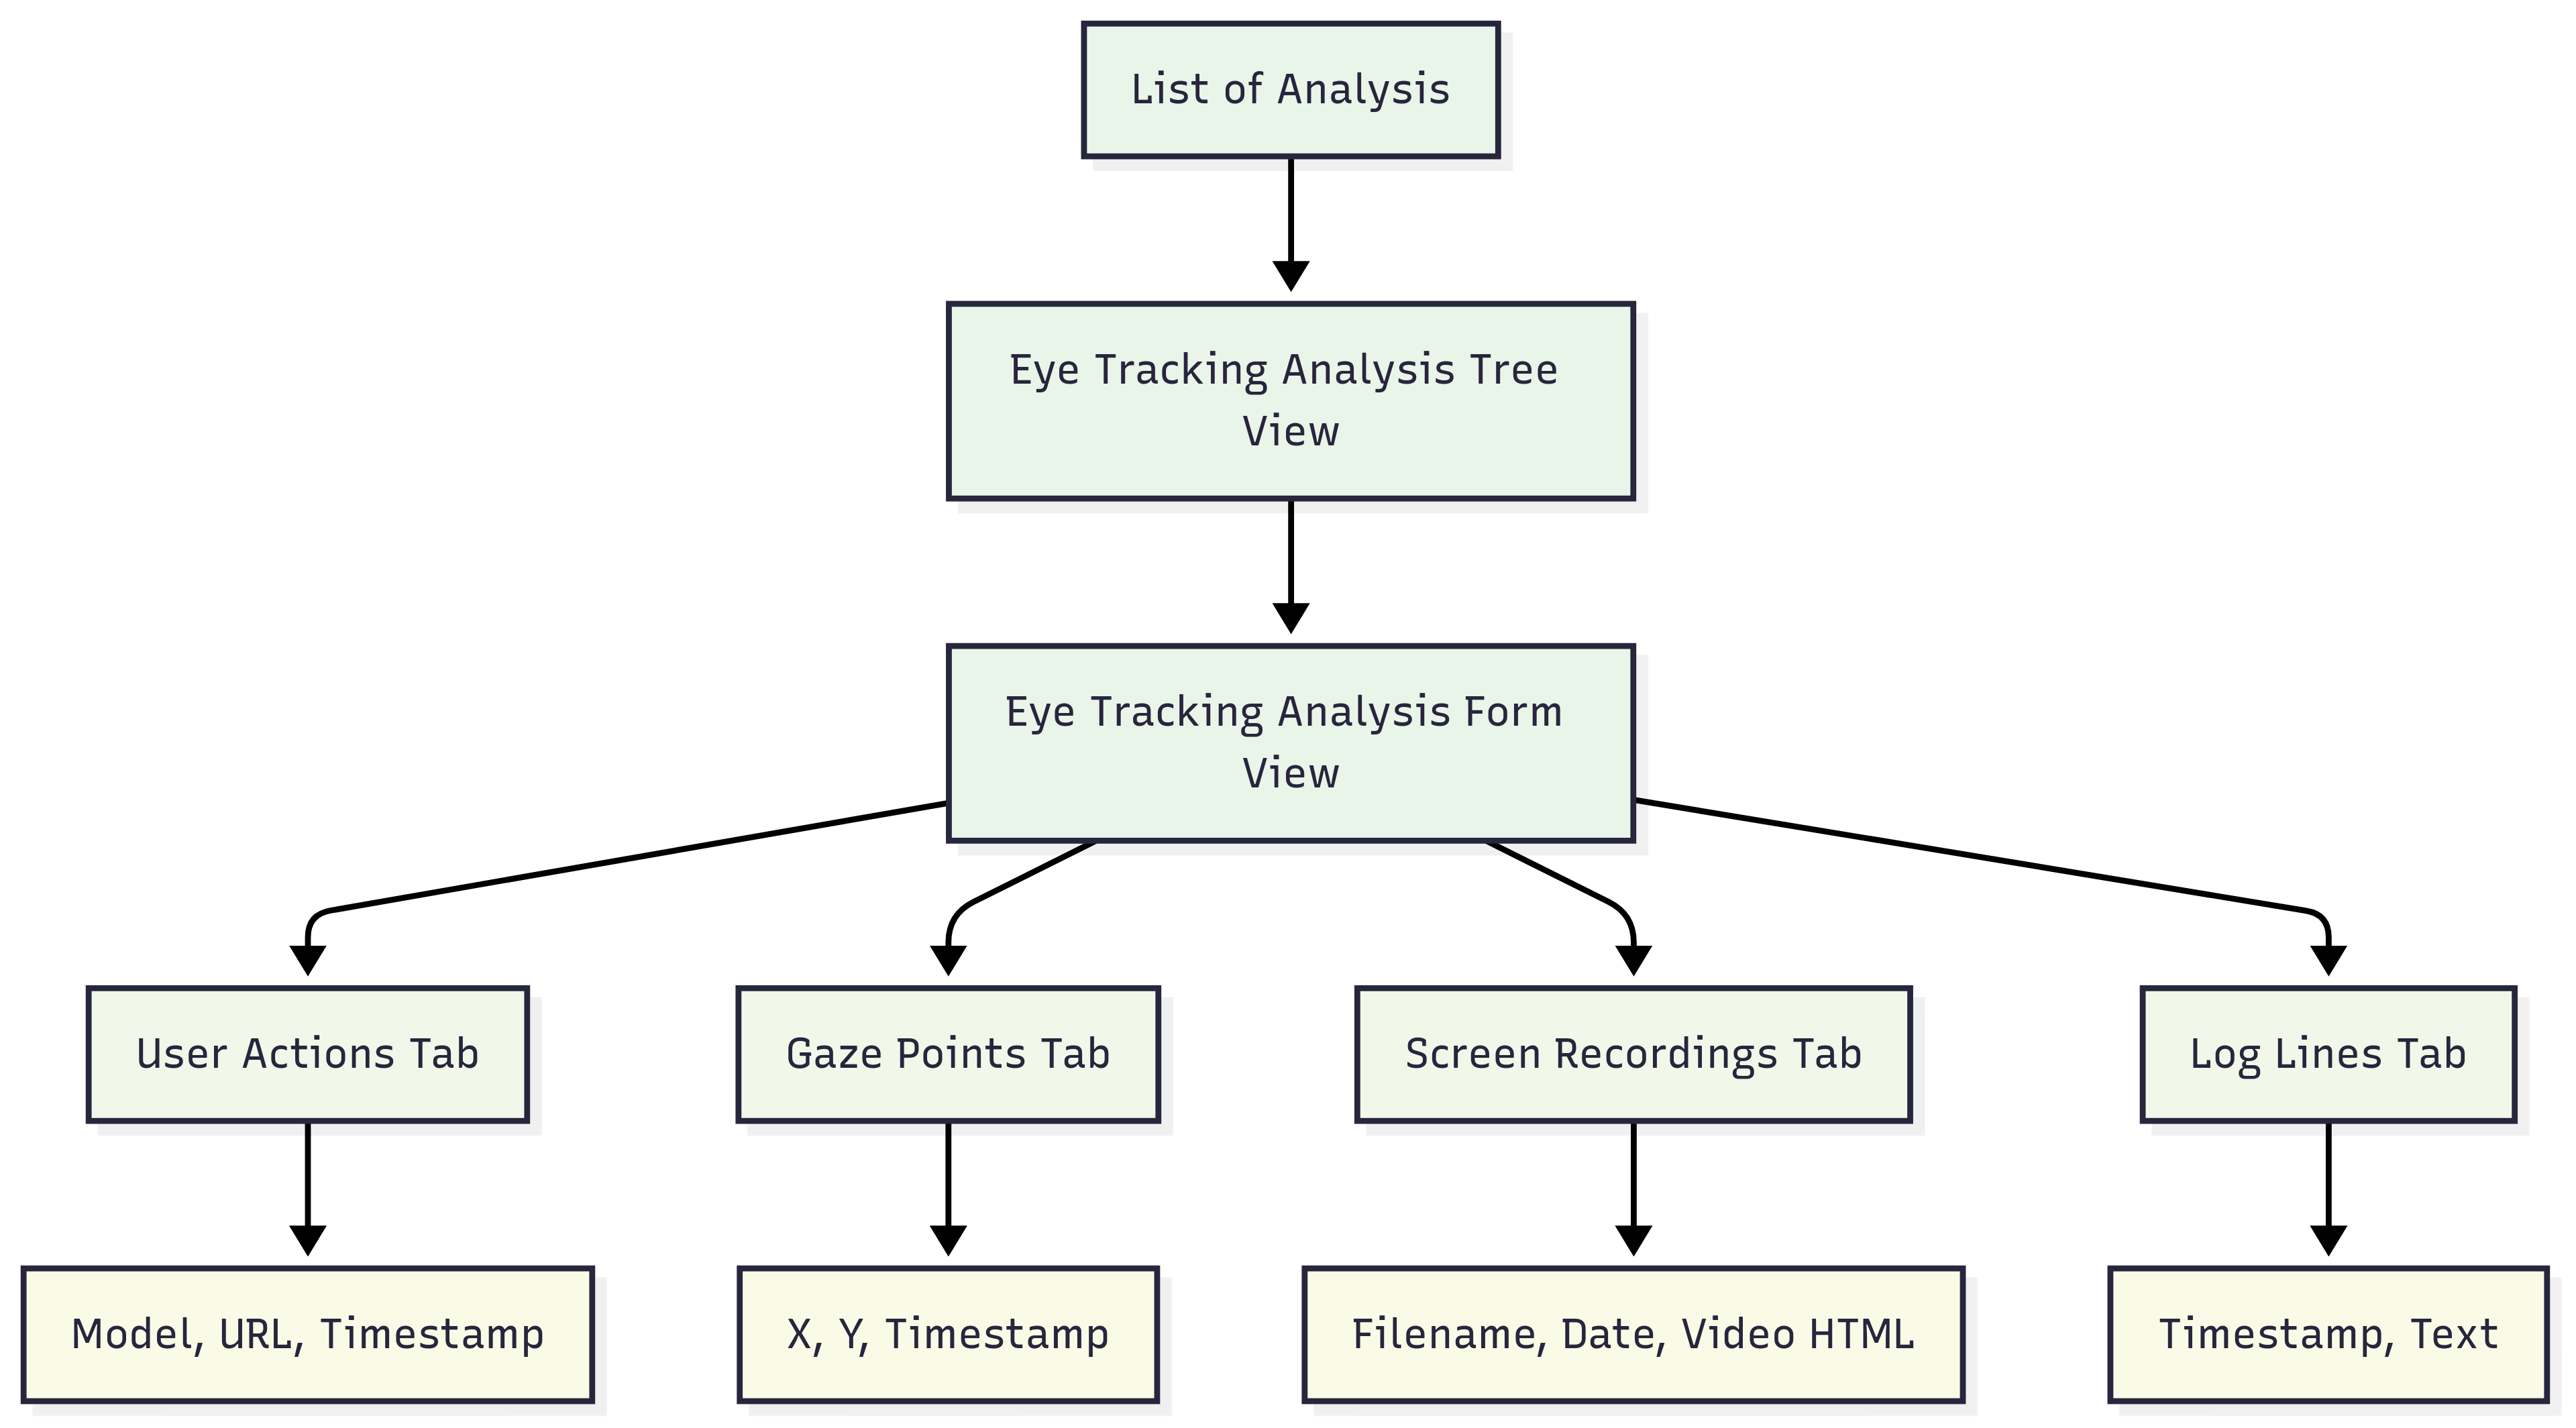 List of Analysis
Eye Tracking Analysis Tree
View
Eye Tracking Analysis Form
View
User Actions Tab
Gaze Points Tab
Screen Recordings Tab
Log Lines Tab
Model, URL, Timestamp
X, Y, Timestamp
Filename, Date, Video HTML
Timestamp, Text